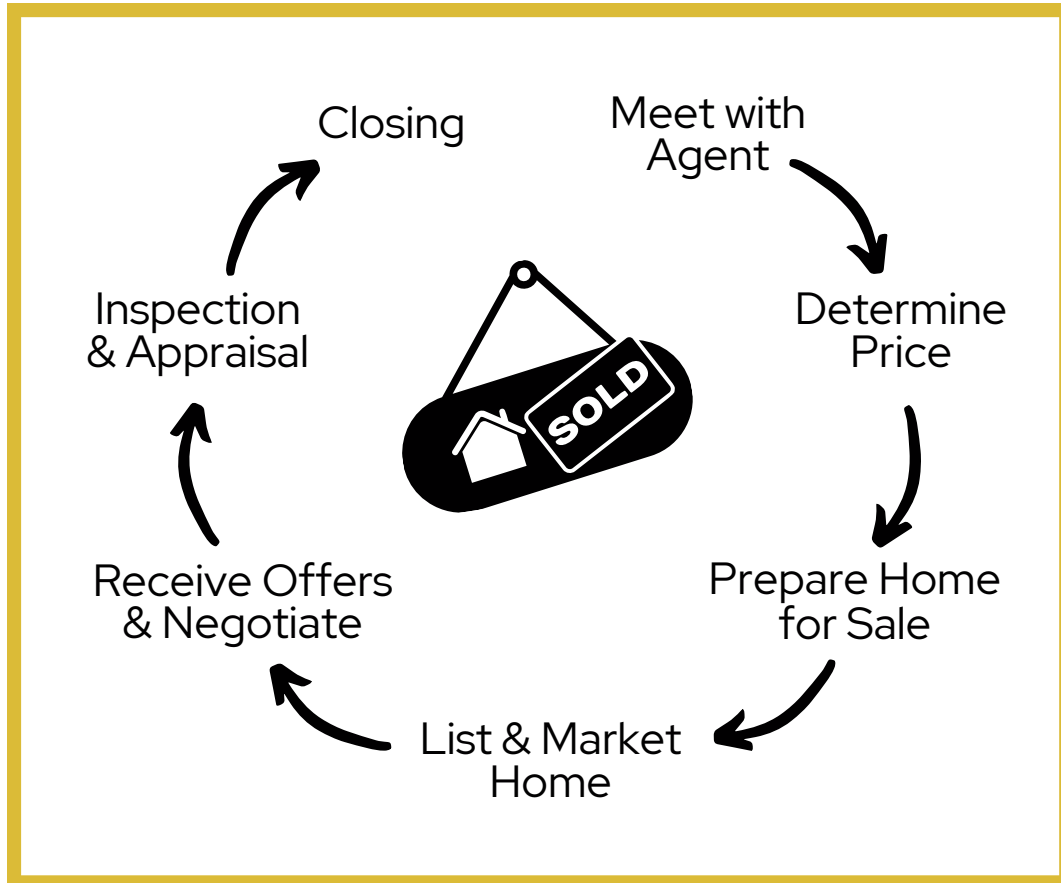 Meet with
Agent
Determine
Price
Prepare Home
for Sale
List & Market
Home
Receive Offers
& Negotiate
Inspection
& Appraisal
Closing
SOLD